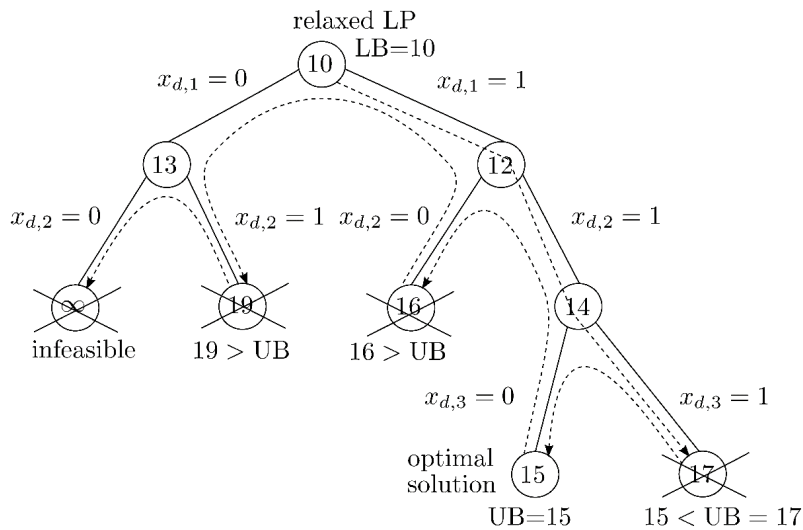 relaxed LP
LB=10
10
x_{d,1} = 0
x_{d,1} = 1
13
12
x_{d,2} = 0
x_{d,2} = 1
x_{d,2} = 0
x_{d,2} = 1
∞
19
16
14
infeasible
19 > UB
16 > UB
x_{d,3} = 0
x_{d,3} = 1
optimal
solution
15
17
UB=15
15 < UB = 17